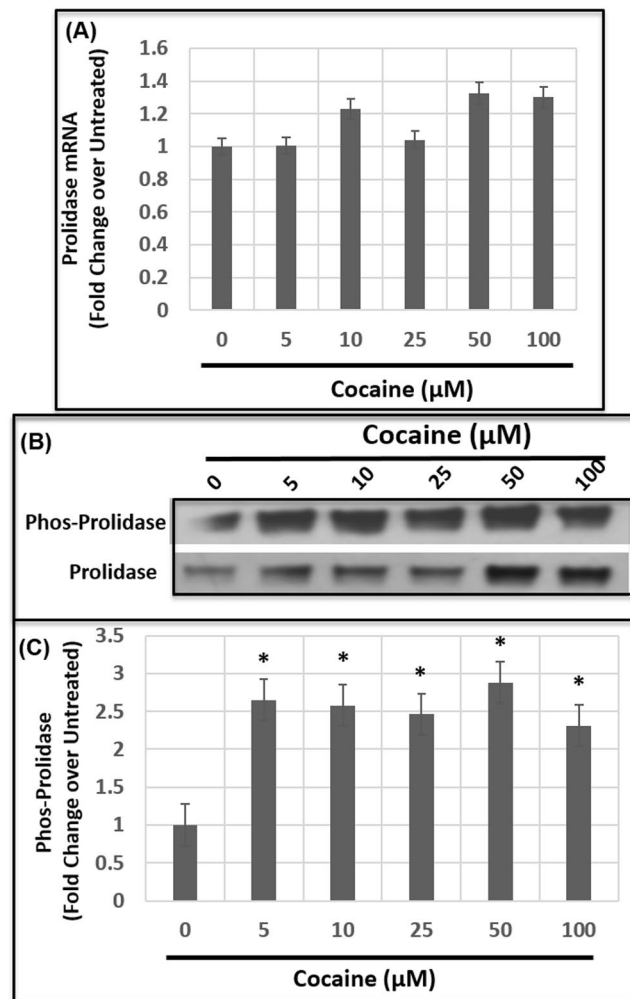 (A)
Prolidase mRNA
(Fold Change over Untreated)
1.6
1.4
1.2
1
0.8
0.6
0.4
0.2
0
0 5 10 25 50 100
Cocaine (µM)
(B)
Cocaine (µM)
0 5 10 25 50 100
Phos-Prolidase
Prolidase
(C)
Phos-Prolidase
(Fold Change over Untreated)
3.5
3
2.5
2
1.5
1
0.5
0
* * * * *
0 5 10 25 50 100
Cocaine (µM)